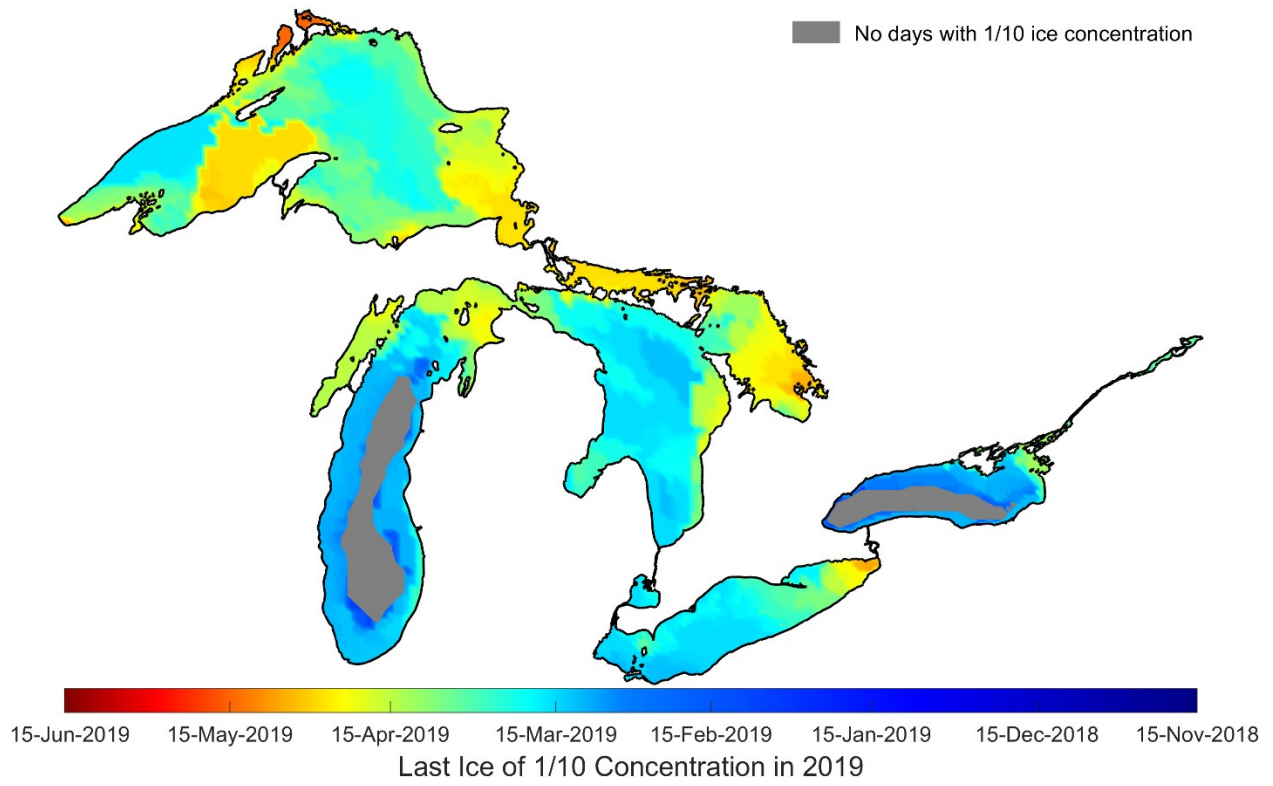 No days with 1/10 ice concentration
15-Jun-2019 15-May-2019 15-Apr-2019 15-Mar-2019 15-Feb-2019 15-Jan-2019 15-Dec-2018 15-Nov-2018
Last Ice of 1/10 Concentration in 2019